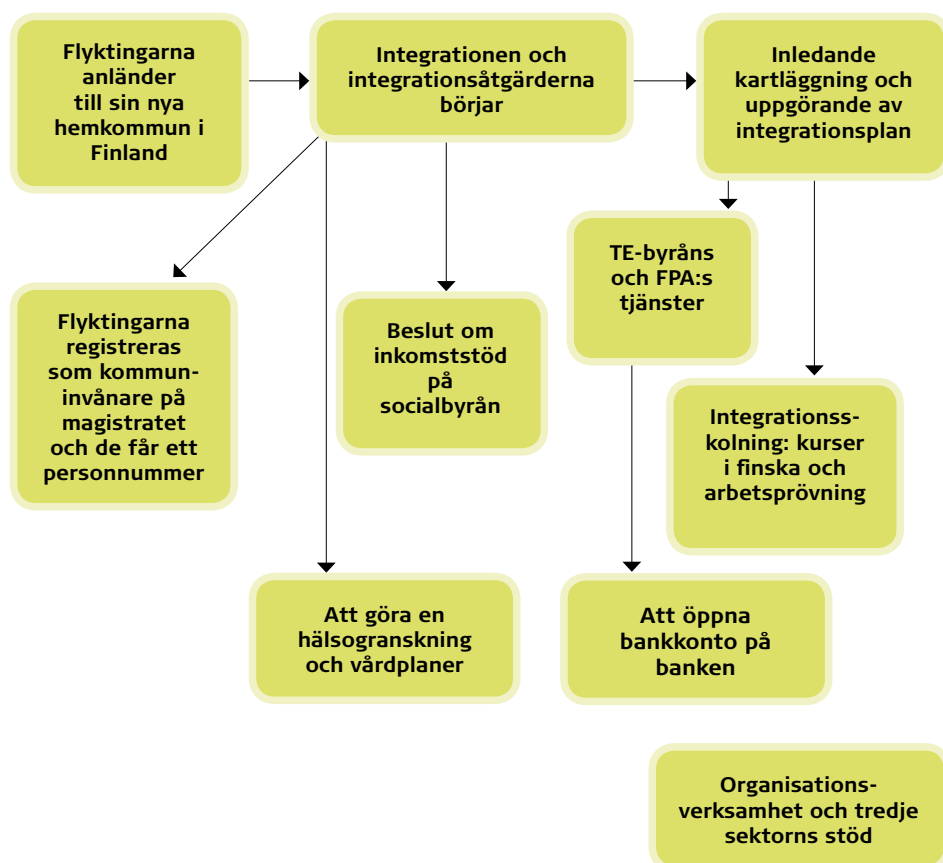 Flyktingarna
anländer
till sin nya
hemkommun i
Finland
Integrationen och
integrationsåtgärderna
börjar
Inledande
kartläggning och
uppgörande av
integrationsplan
Flyktingarna
registreras
som kommun-
invånare på
magistratet
och de får ett
personnummer
Beslut om
inkomststöd
på
socialbyrån
TE-byråns
och FPA:s
tjänster
Integrationss-
kolning: kurser
i finska och
arbetsprövning
Att göra en
hälsogranskning
och vårdplaner
Att öppna
bankkonto på
banken
Organisations-
verksamhet och tredje
sektorns stöd